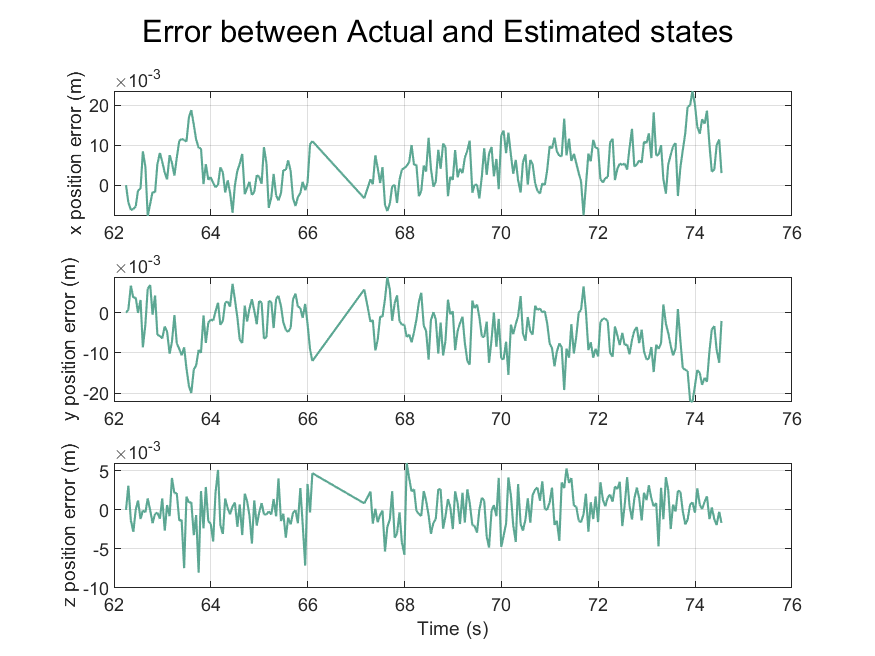 Error between Actual and Estimated states
×10-3
x position error (m)
20
10
0
62 64 66 68 70 72 74 76
×10-3
y position error (m)
0
-10
-20
62 64 66 68 70 72 74 76
×10-3
z position error (m)
5
0
-5
-10
62 64 66 68 70 72 74 76
Time (s)